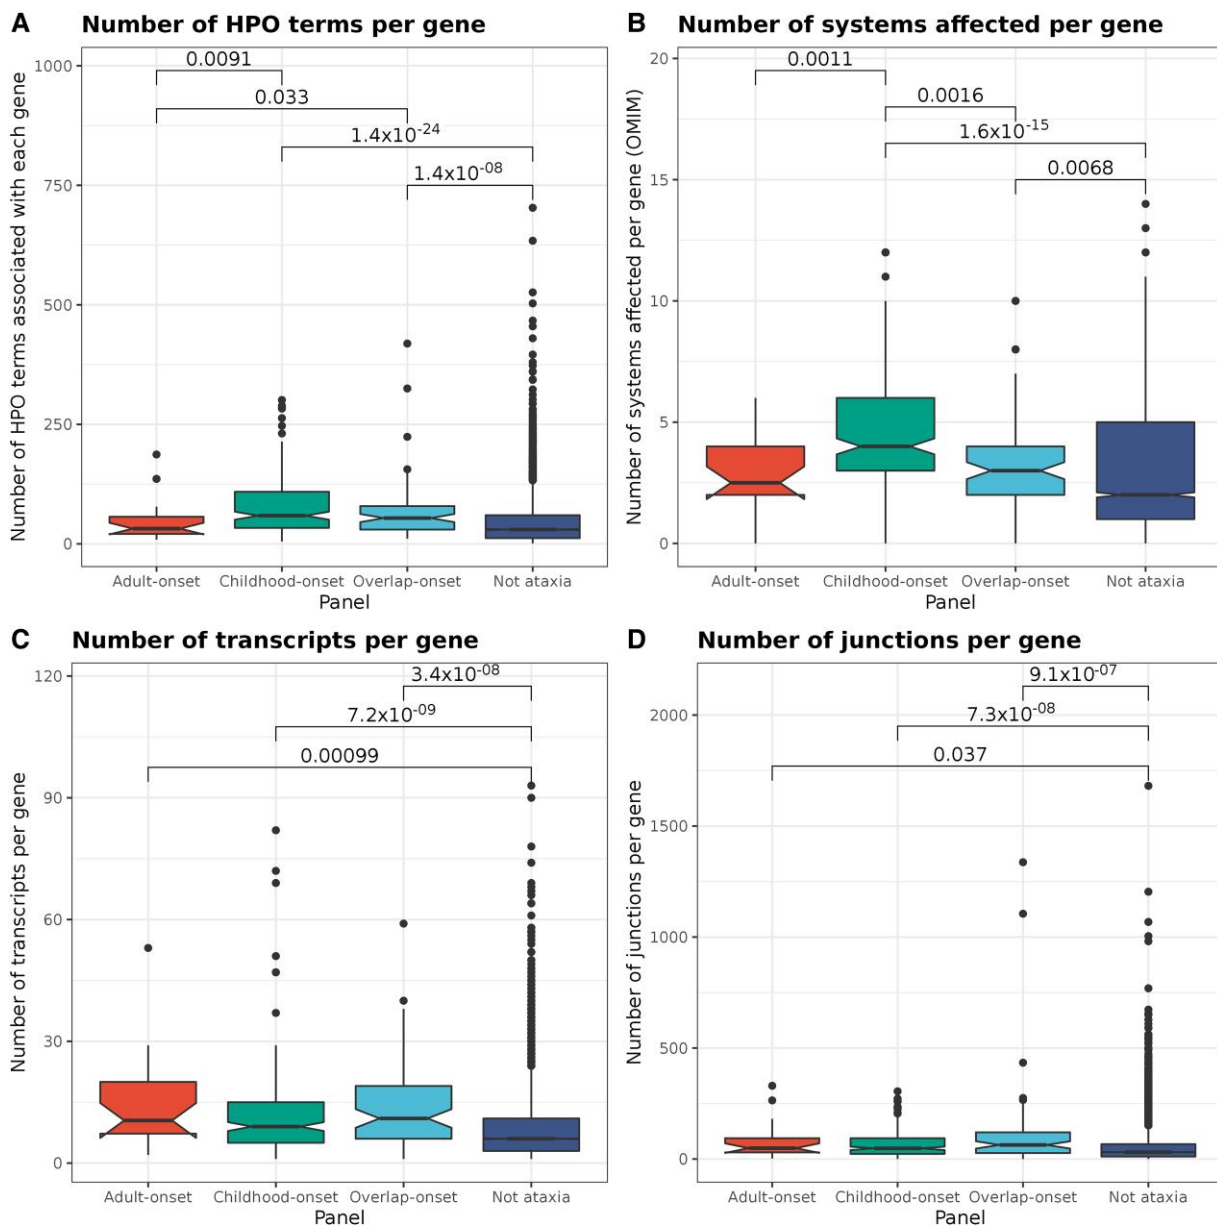 A Number of HPO terms per gene
Number of HPO terms associated with each gene
1000
750
500
250
0
0.0091
0.033
1.4x10-24
1.4x10-08
Adult-onset Childhood-onset Overlap-onset Not ataxia
Panel
B Number of systems affected per gene
Number of systems affected per gene (OMIM)
20
15
10
5
0
0.0011
0.0016
1.6x10-15
0.0068
Adult-onset Childhood-onset Overlap-onset Not ataxia
Panel
C Number of transcripts per gene
Number of transcripts per gene
120
90
60
30
0
3.4x10-08
7.2x10-09
0.00099
Adult-onset Childhood-onset Overlap-onset Not ataxia
Panel
D Number of junctions per gene
Number of junctions per gene
2000
1500
1000
500
0
9.1x10-07
7.3x10-08
0.037
Adult-onset Childhood-onset Overlap-onset Not ataxia
Panel